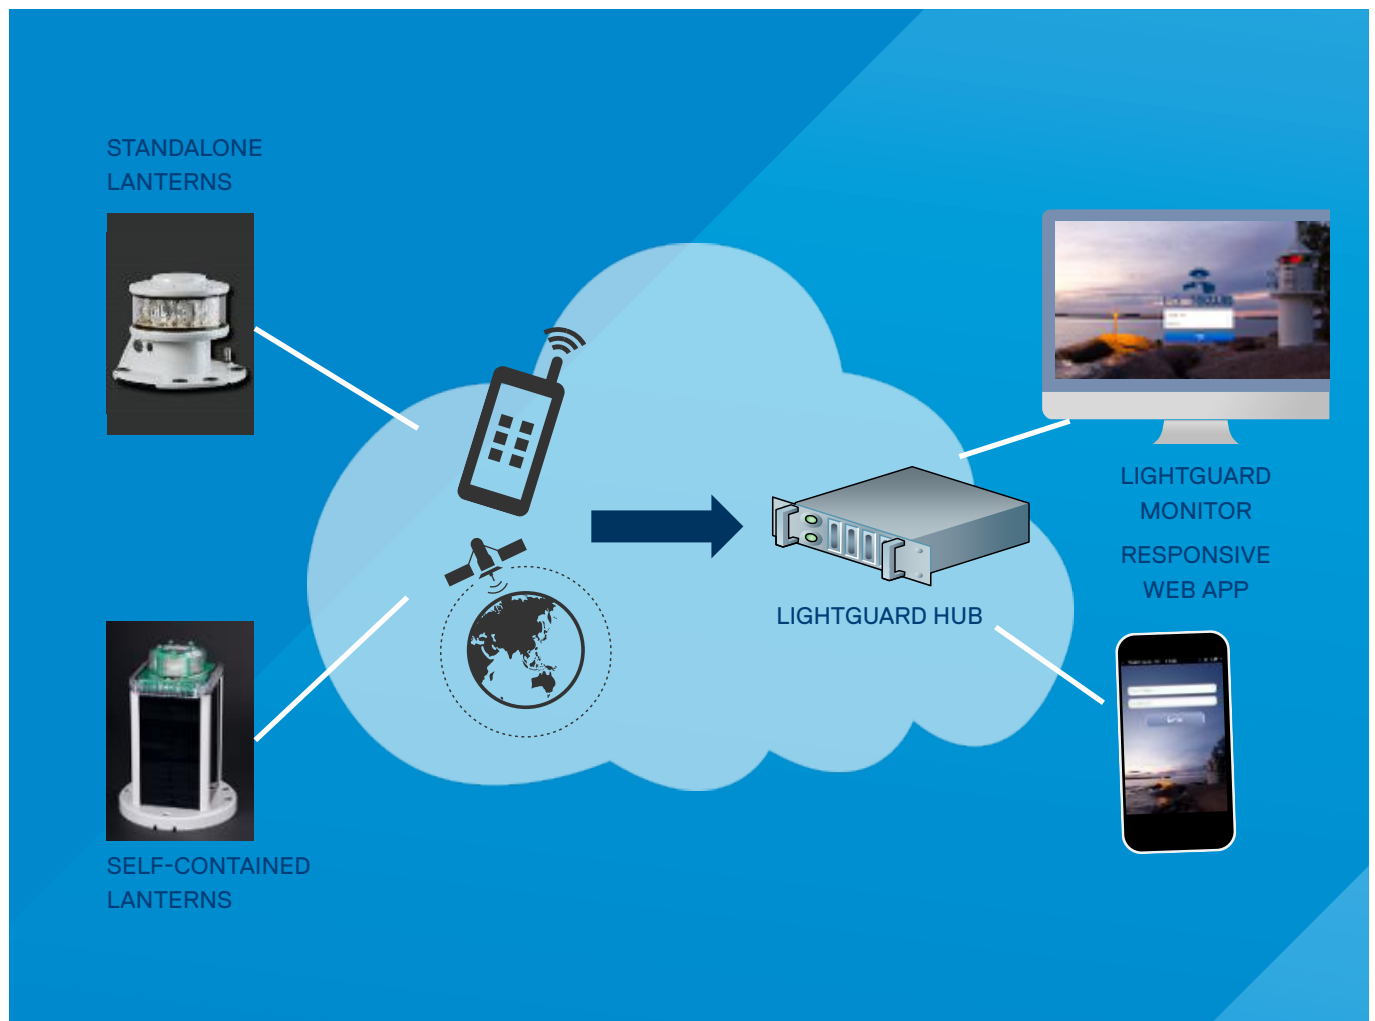 STANDALONE
LANTERNS
LIGHTGUARD
MONITOR
RESPONSIVE
WEB APP
LIGHTGUARD HUB
SELF-CONTAINED
LANTERNS